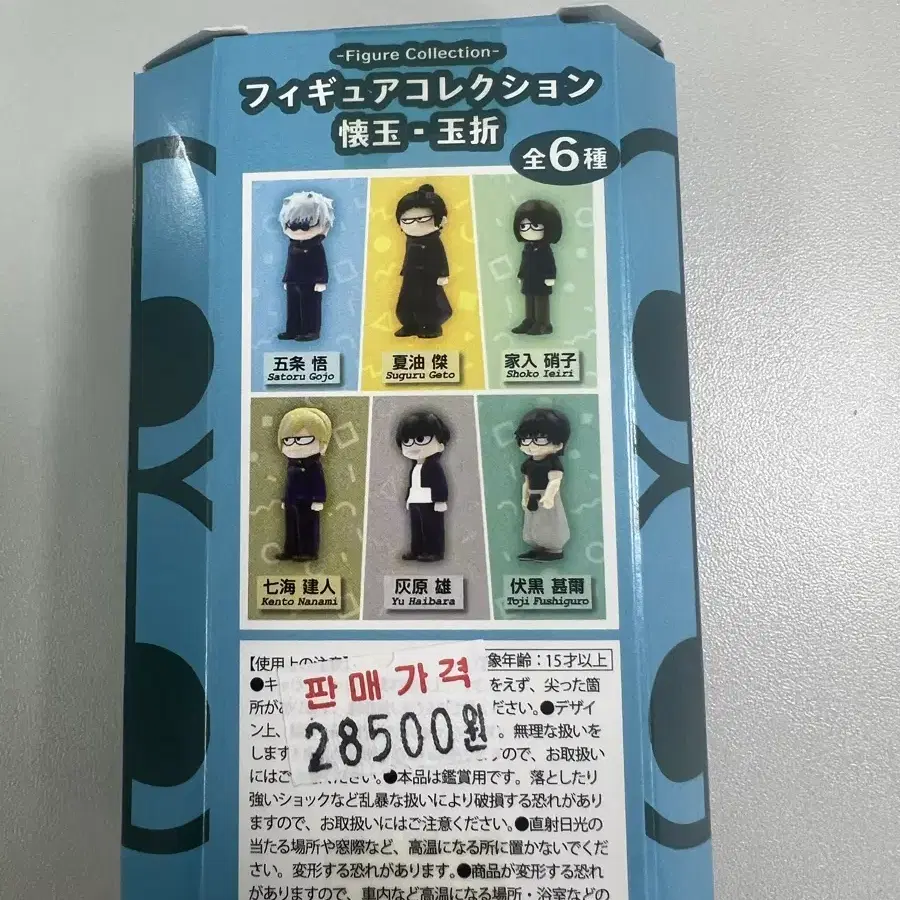 -Figure Collection-
フィギュアコレクション
懐玉・玉折
全6種
五条 悟
Satoru Gojo
夏油 傑
Suguru Geto
家入 硝子
Shoko Ieiri
七海 建人
Kento Nanami
灰原 雄
Yu Haibara
伏黒 甚爾
Toji Fushiguro
【使用上の注意】
象年齢:15才以上
●キ
をえず、尖った箇
所が
ださい。●デザイ
ン上、
。無理な扱いを
します
ので、お取扱い
にはご
ださい。●本品は鑑賞用です。落としたり
強いショックなど乱暴な扱いにより破損する恐れがあり
ますので、お取扱いにはご注意ください。●直射日光の
当たる場所や窓際など、高温になる所に置かないでくだ
さい。変形する恐れがあります。●商品が変形する恐れ
がありますので、車内など高温になる場所・浴室などの
판매가격
28500원